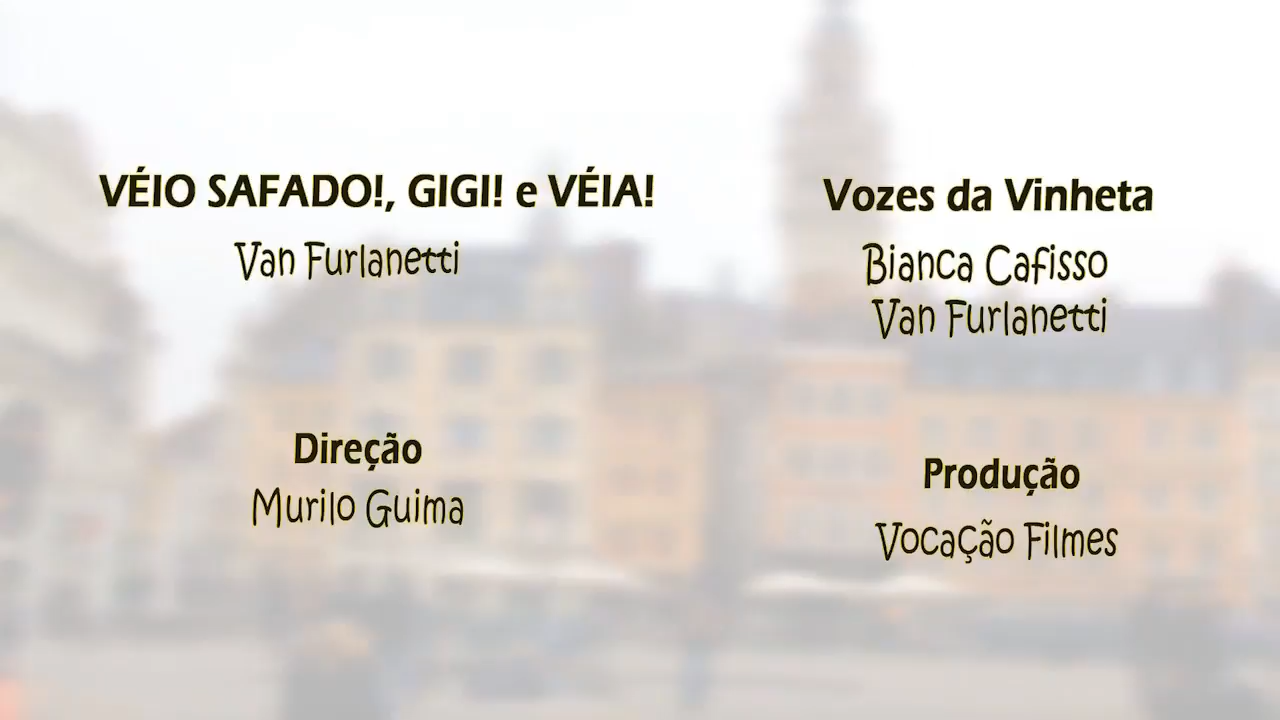 VÉIO SAFADO!, GIGI! e VÉIA!
Van Furlanetti
Direção
Murilo Guima
Vozes da Vinheta
Bianca Cafisso
Van Furlanetti
Produção
Vocação Filmes